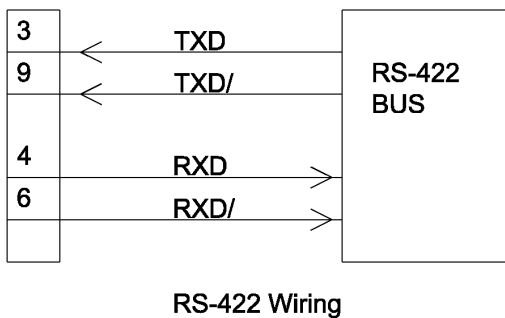 3 TXD
9 TXD/
RS-422
BUS
4 RXD
6 RXD/
RS-422 Wiring